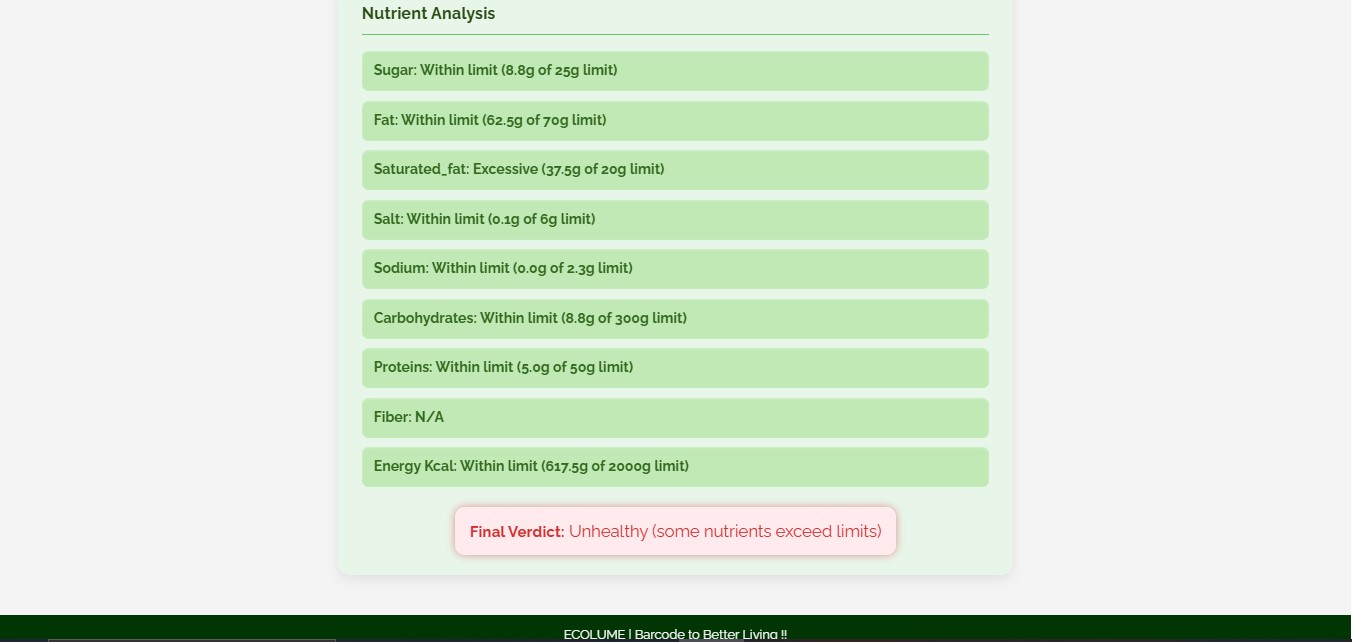 Nutrient Analysis
Sugar: Within limit (8.8g of 25g limit)
Fat: Within limit (62.5g of 70g limit)
Saturated_fat: Excessive (37.5g of 20g limit)
Salt: Within limit (0.1g of 6g limit)
Sodium: Within limit (0.0g of 2.3g limit)
Carbohydrates: Within limit (8.8g of 300g limit)
Proteins: Within limit (5.0g of 50g limit)
Fiber: N/A
Energy Kcal: Within limit (617.5g of 2000g limit)
Final Verdict: Unhealthy (some nutrients exceed limits)
ECOLUME | Barcode to Better Living !!